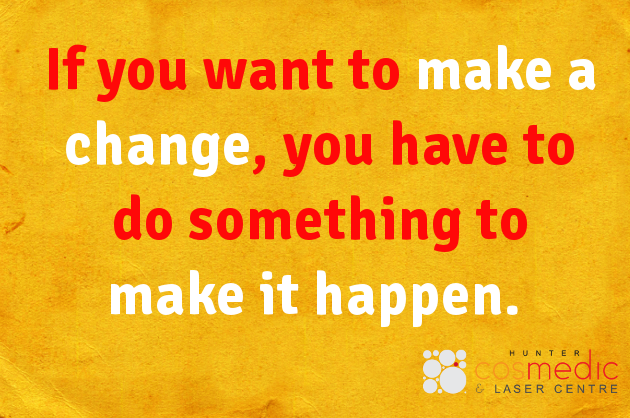 If you want to make a
change, you have to
do something to
make it happen.
HUNTER
cosmedic
& LASER CENTRE